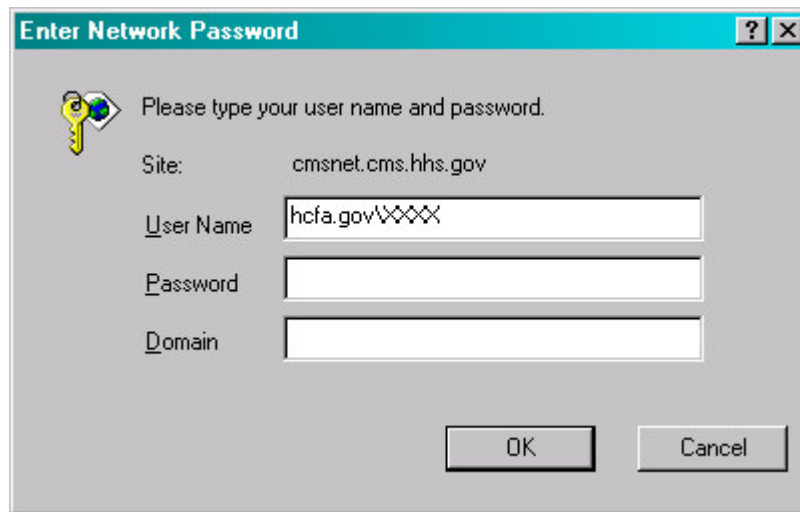 Enter Network Password
Please type your user name and password.
Site: cmsnet.cms.hhs.gov
User Name hcfa.gov\XXXX
Password
Domain
OK Cancel